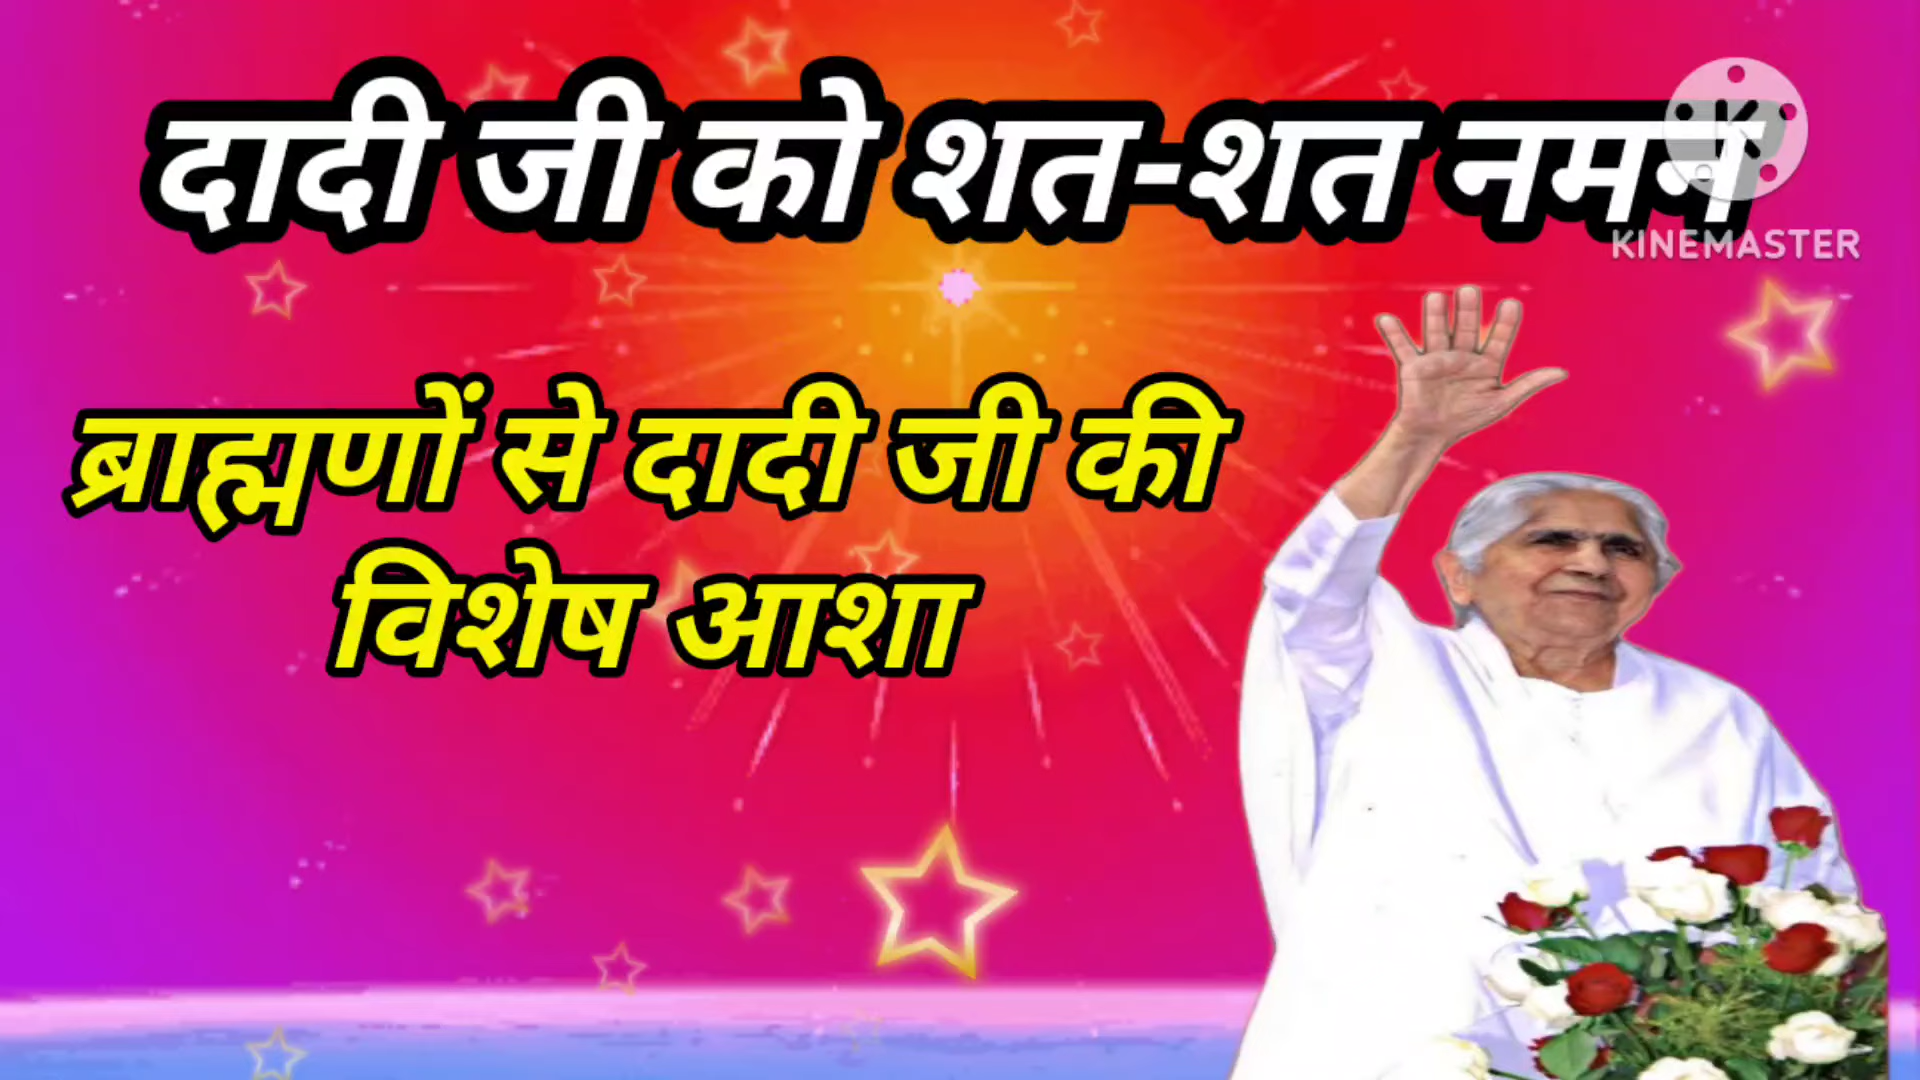 दादी जी को शत-शत नमन
KINEMASTER
ब्राह्मणों से दादी जी की
विशेष आशा